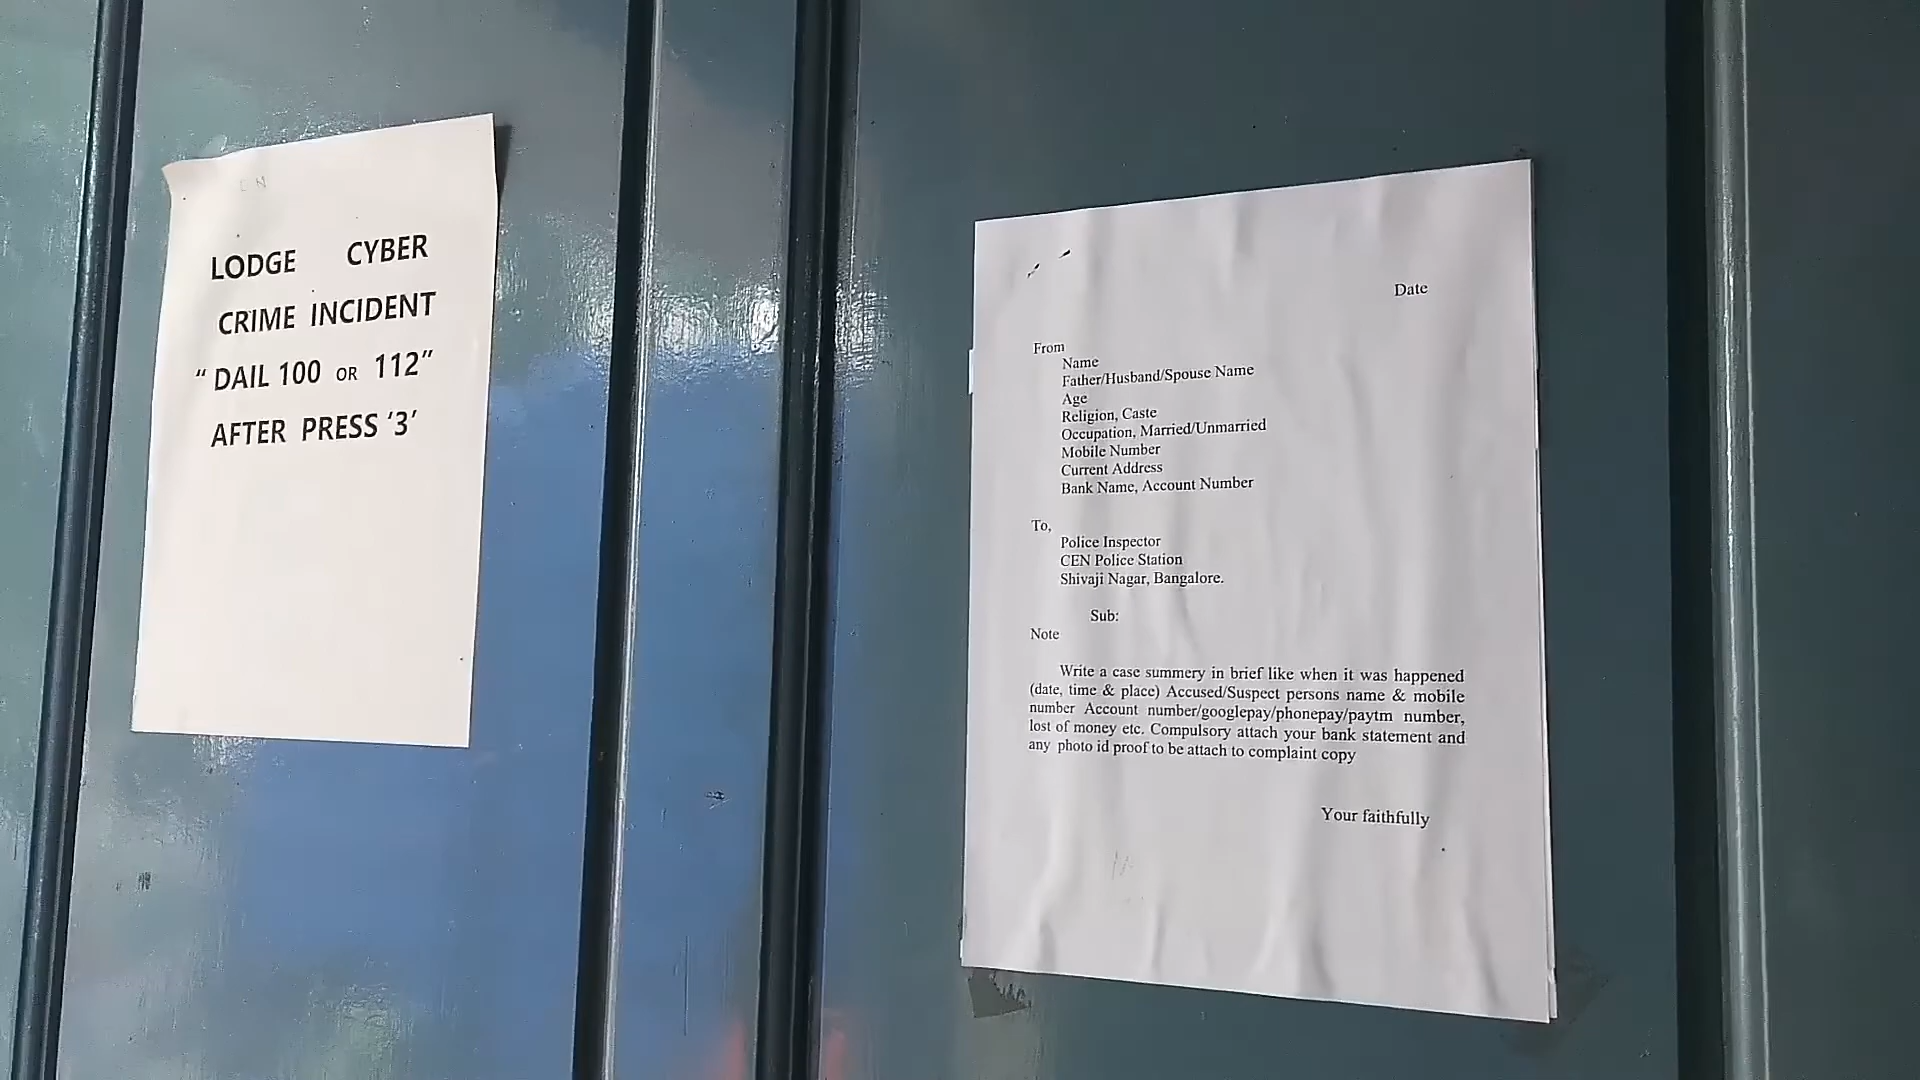 LODGE CYBER
CRIME INCIDENT
“ DAIL 100 OR 112”
AFTER PRESS ‘3’
Date
From
Name
Father/Husband/Spouse Name
Age
Religion, Caste
Occupation, Married/Unmarried
Mobile Number
Current Address
Bank Name, Account Number
To,
Police Inspector
CEN Police Station
Shivaji Nagar, Bangalore.
Sub:
Note
Write a case summery in brief like when it was happened
(date, time & place) Accused/Suspect persons name & mobile
number Account number/googlepay/phonepay/paytm number,
lost of money etc. Compulsory attach your bank statement and
any photo id proof to be attach to complaint copy
Your faithfully